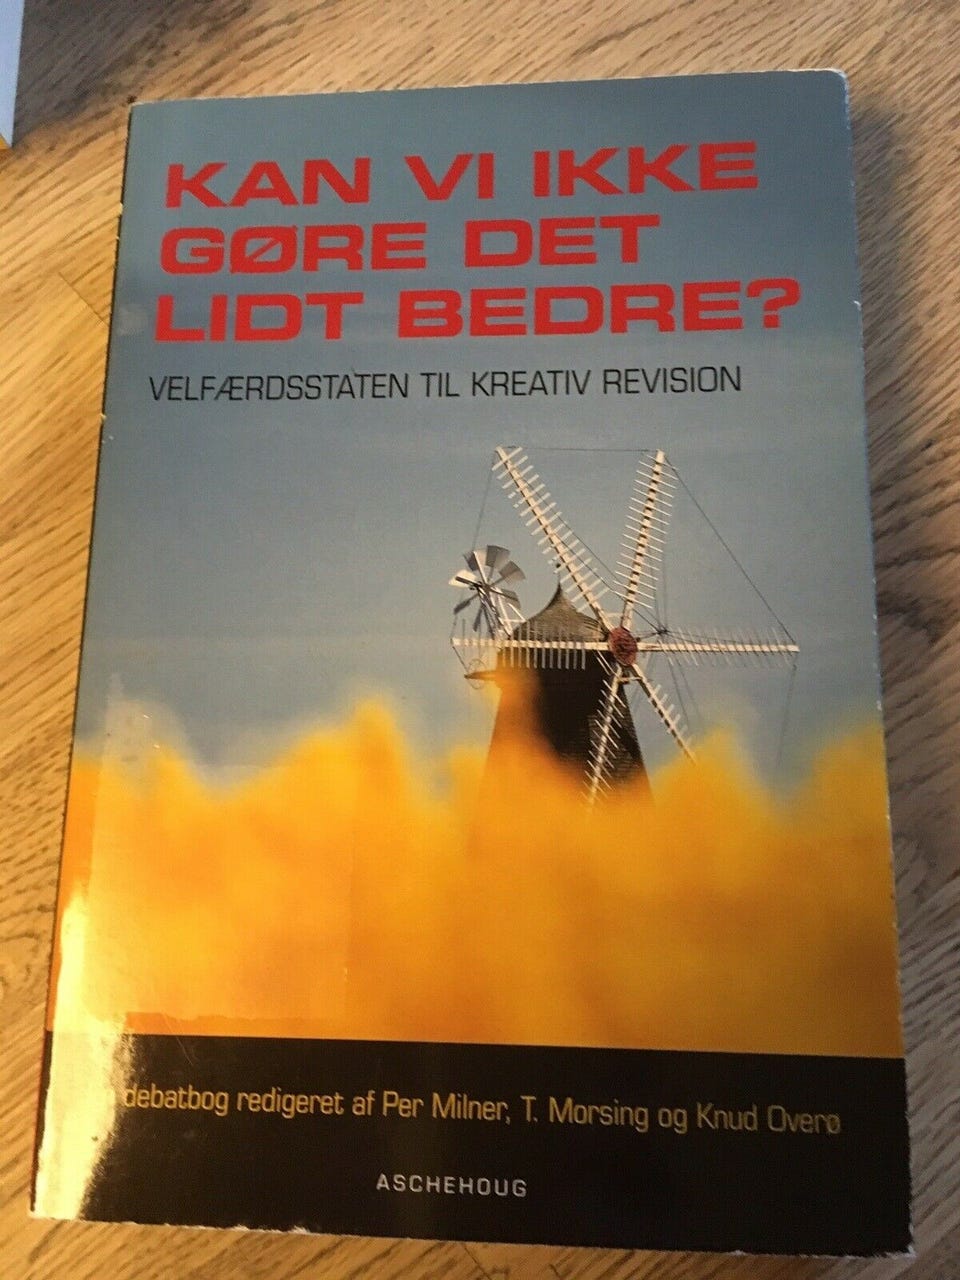 KAN VI IKKE
GØRE DET
LIDT BEDRE?
VELFÆRDSSTATEN TIL KREATIV REVISION
debatbog redigeret af Per Milner, T. Morsing og Knud Overø
ASCHEHOUG